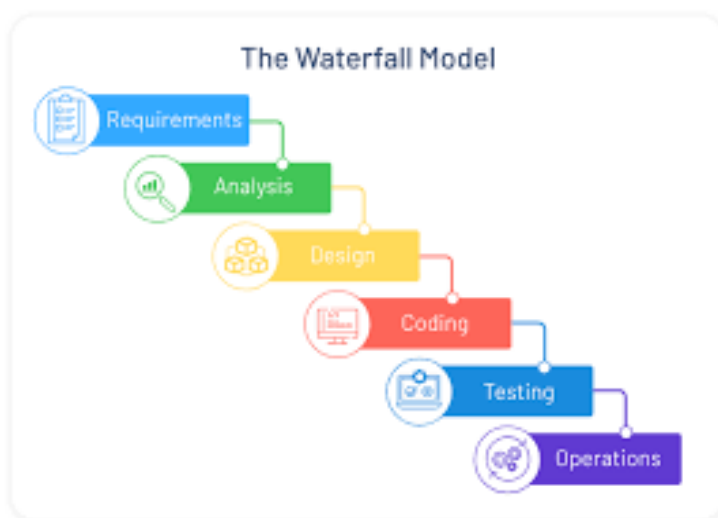 The Waterfall Model
Requirements
Analysis
Design
Coding
Testing
Operations